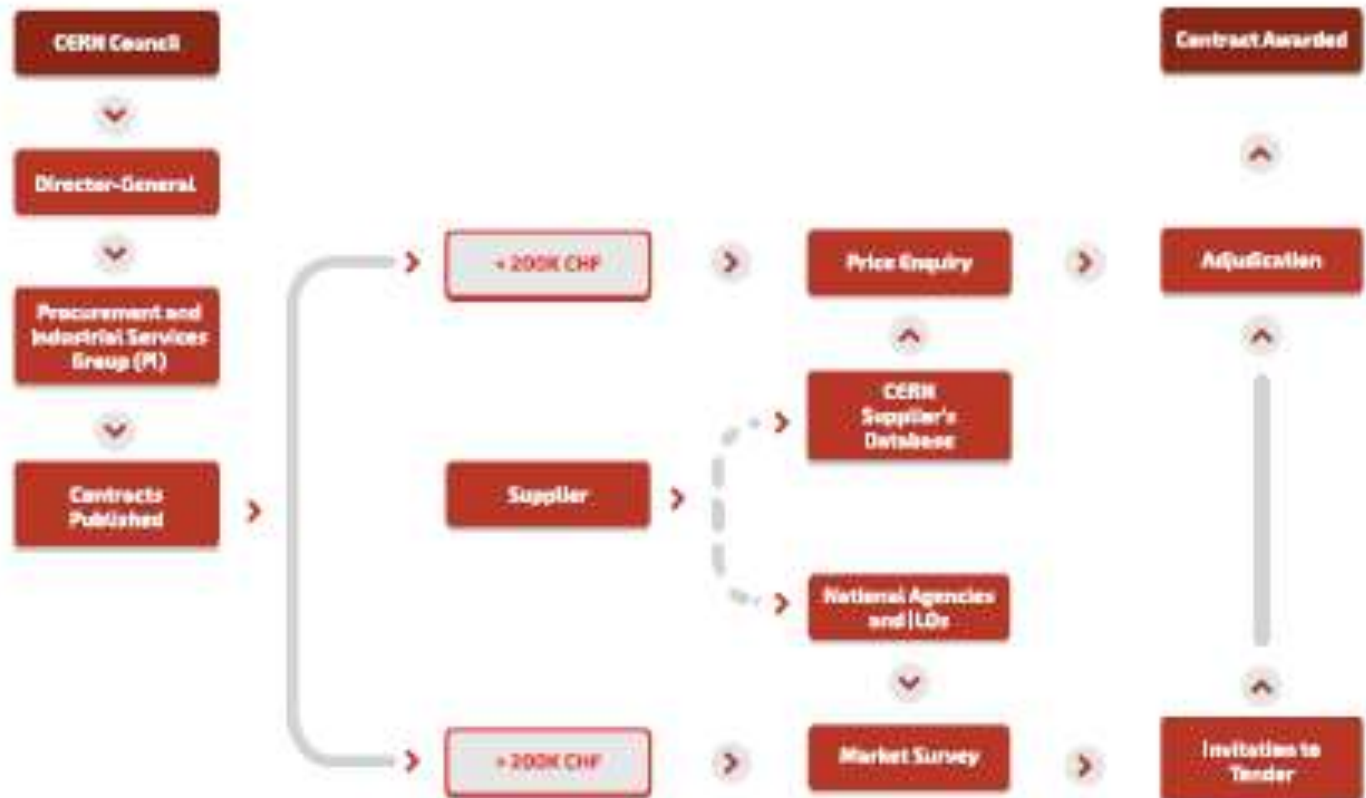 CERN Council
Contract Awarded
Director-General
200K CHF
Price Enquiry
Adjudication
Procurement and
Industrial Services
Group (PI)
CERN
Supplier's
Database
Contracts
Published
Supplier
National Agencies
and ILOs
200K CHF
Market Survey
Invitation to
Tender